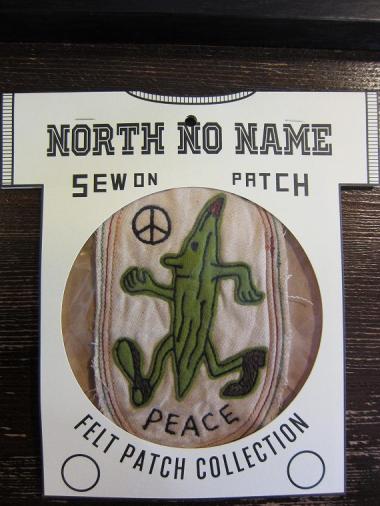 NORTH NO NAME
SEW ON PATCH
PEACE
FELT PATCH COLLECTION